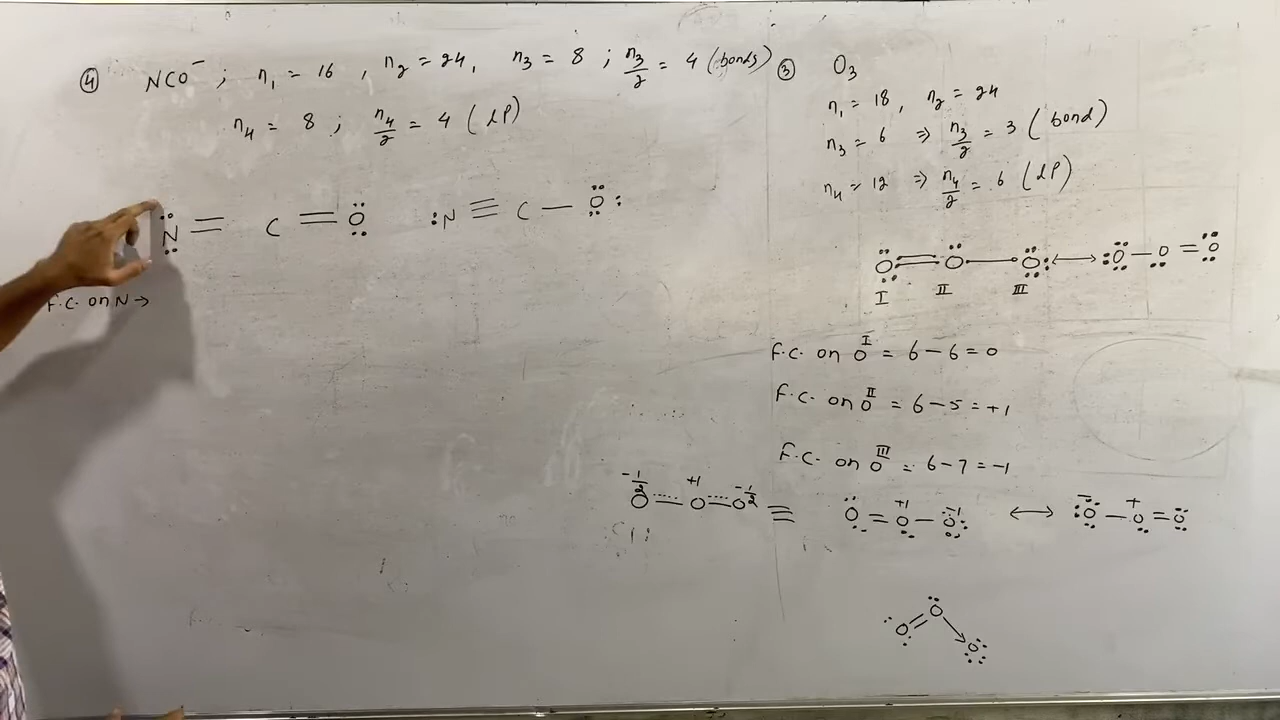 ④ NCO⁻ ; n₁ = 16 , n₂ = 24, n₃ = 8 ; n₃/2 = 4 (bonds)
n₄ = 8 ; n₄/2 = 4 (LP)
N = C = O N ≡ C — O
F.C. on N →
③ O₃
n₁ = 18 , n₂ = 24
n₃ = 6 ⇒ n₃/2 = 3 (bond)
n₄ = 12 ⇒ n₄/2 = 6 (LP)
O = O — O ↔ O — O = O
I II III
F.C. on O^I = 6 – 6 = 0
F.C. on O^II = 6 – 5 = +1
F.C. on O^III = 6 – 7 = –1
-1/2 +1 -1/2
O = O = O ≡ O = O — O ↔ O — O = O
+1 -1 – +
O = O → O